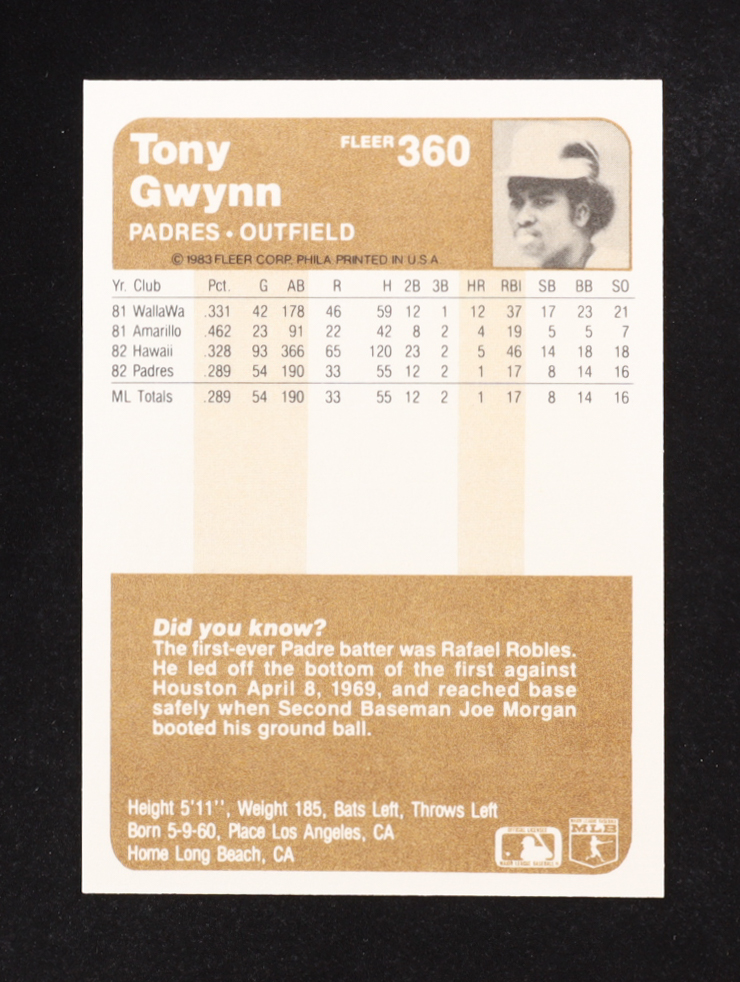 Tony
Gwynn
FLEER 360
PADRES • OUTFIELD
© 1983 FLEER CORP. PHILA PRINTED IN U.S.A.
Yr. Club Pct. G AB R H 2B 3B HR RBI SB BB SO
81 WallaWa .331 42 178 46 59 12 1 12 37 17 23 21
81 Amarillo .462 23 91 22 42 8 2 4 19 5 5 7
82 Hawaii .328 93 366 65 120 23 2 5 46 14 18 18
82 Padres .289 54 190 33 55 12 2 1 17 8 14 16
ML Totals .289 54 190 33 55 12 2 1 17 8 14 16
Did you know?
The first-ever Padre batter was Rafael Robles.
He led off the bottom of the first against
Houston April 8, 1969, and reached base
safely when Second Baseman Joe Morgan
booted his ground ball.
Height 5'11'', Weight 185, Bats Left, Throws Left
Born 5-9-60, Place Los Angeles, CA
Home Long Beach, CA
MAJOR LEAGUE BASEBALL
MLB